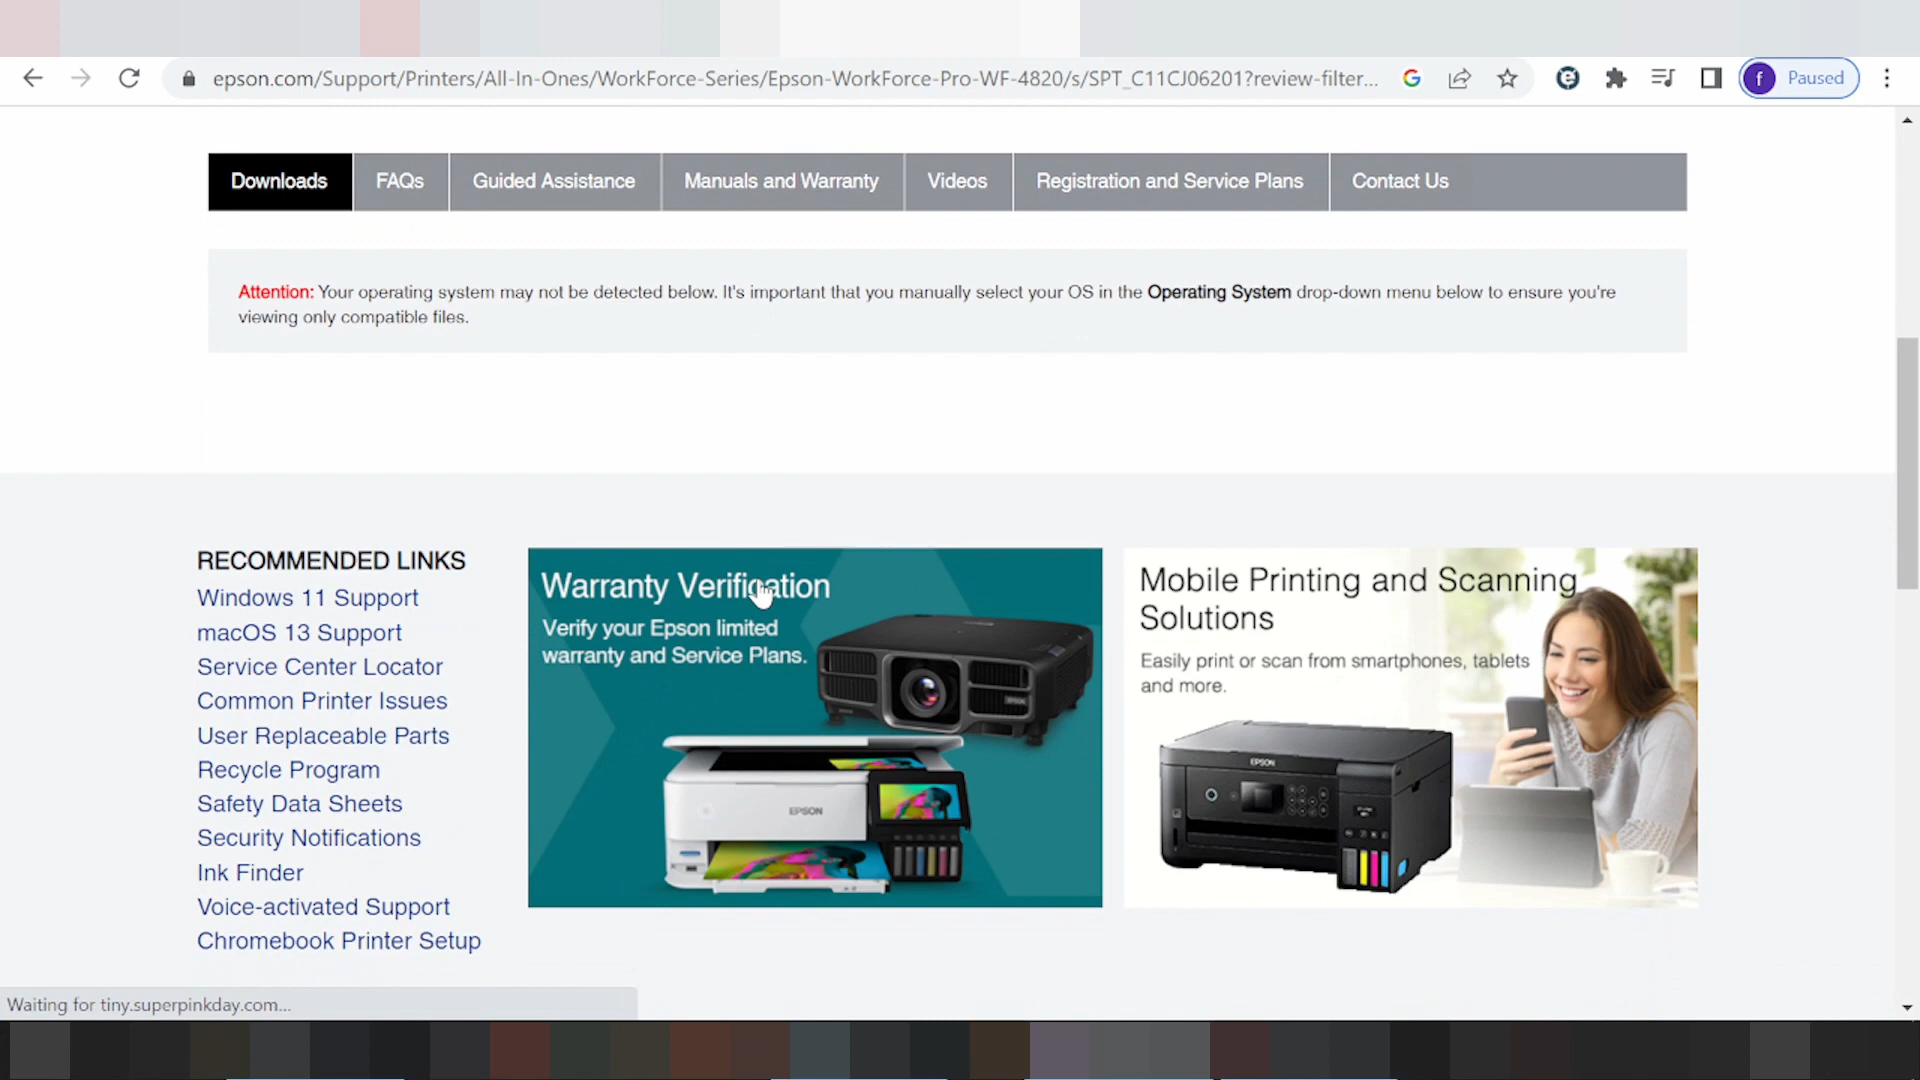 epson.com/Support/Printers/All-In-Ones/WorkForce-Series/Epson-WorkForce-Pro-WF-4820/s/SPT_C11CJ06201?review-filter...
f Paused
Downloads FAQs Guided Assistance Manuals and Warranty Videos Registration and Service Plans Contact Us
Attention: Your operating system may not be detected below. It's important that you manually select your OS in the Operating System drop-down menu below to ensure you're
viewing only compatible files.
RECOMMENDED LINKS
Windows 11 Support
macOS 13 Support
Service Center Locator
Common Printer Issues
User Replaceable Parts
Recycle Program
Safety Data Sheets
Security Notifications
Ink Finder
Voice-activated Support
Chromebook Printer Setup
Warranty Verification
Verify your Epson limited
warranty and Service Plans.
EPSON
Mobile Printing and Scanning
Solutions
Easily print or scan from smartphones, tablets
and more.
EPSON
Waiting for tiny.superpinkday.com...